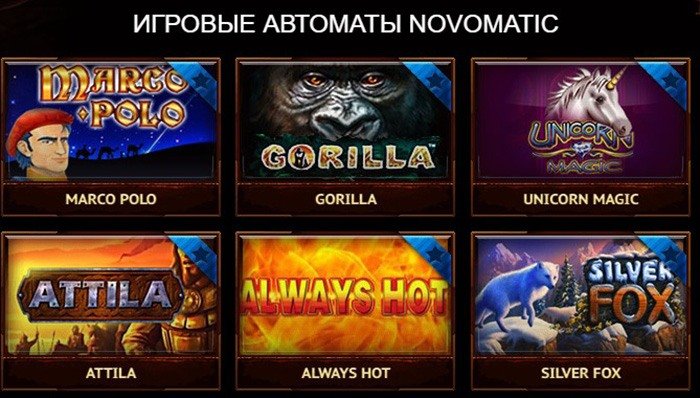 ИГРОВЫЕ АВТОМАТЫ NOVOMATIC
MARCO
POLO
GORILLA™
UNICORN
MAGIC
MARCO POLO
GORILLA
UNICORN MAGIC
ATTILA
ALWAYS HOT
SILVER
FOX
ATTILA
ALWAYS HOT
SILVER FOX